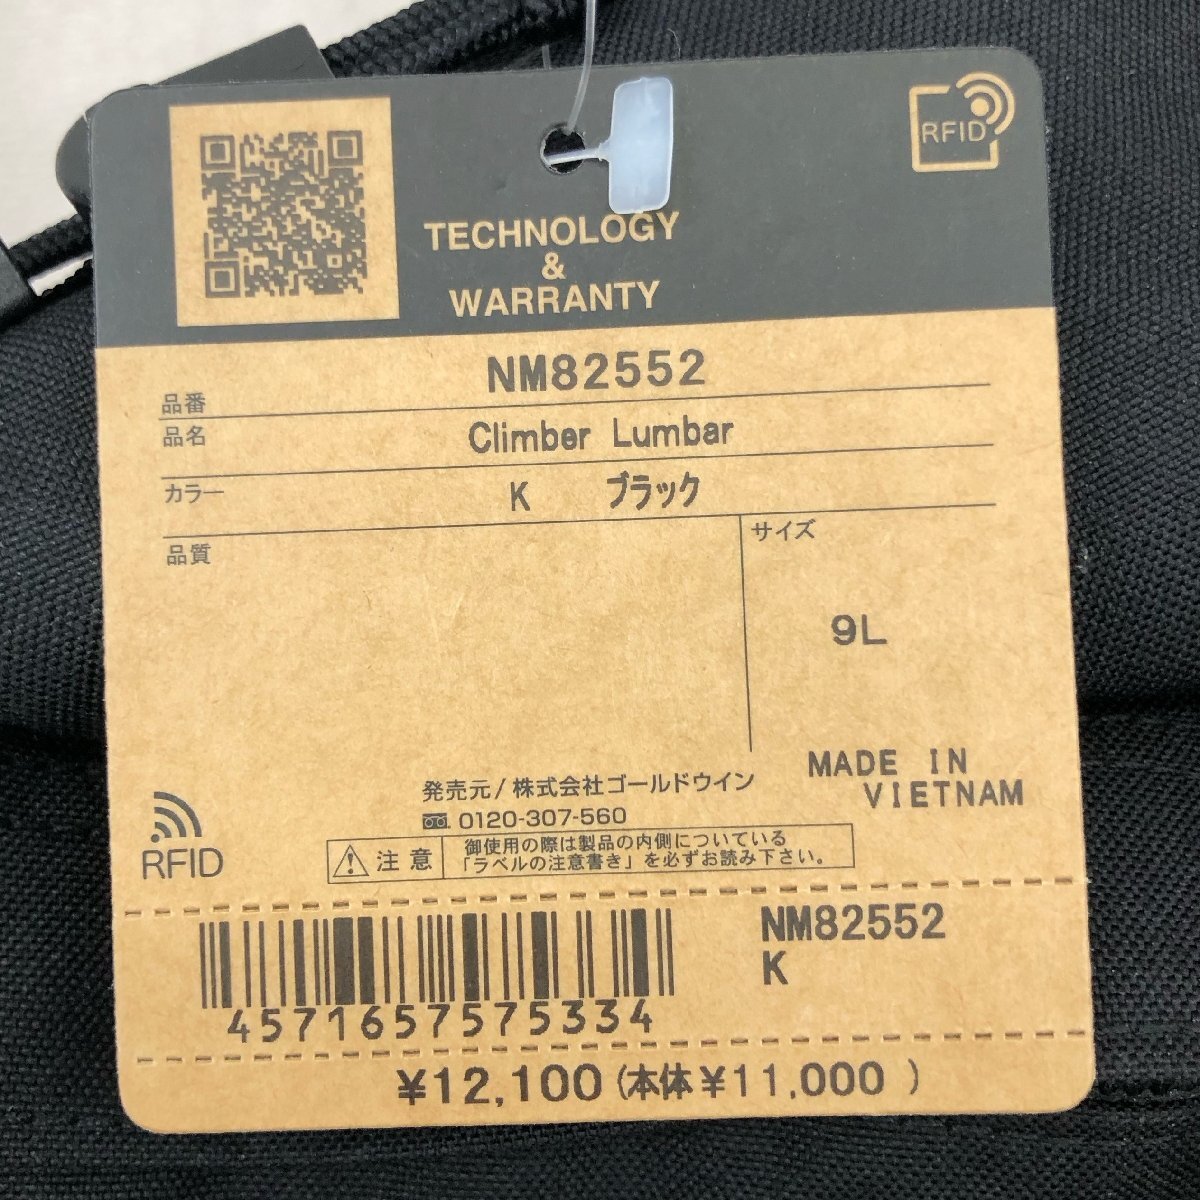 RFID
TECHNOLOGY
&
WARRANTY
品番 NM82552
品名 Climber Lumbar
カラー K ブラック
品質
サイズ
9L
MADE IN
VIETNAM
発売元/株式会社ゴールドウイン
0120-307-560
RFID
注意
御使用の際は製品の内側についている
「ラベルの注意書き」を必ずお読み下さい。
NM82552
K
4571657575334
¥12,100(本体¥11,000 )